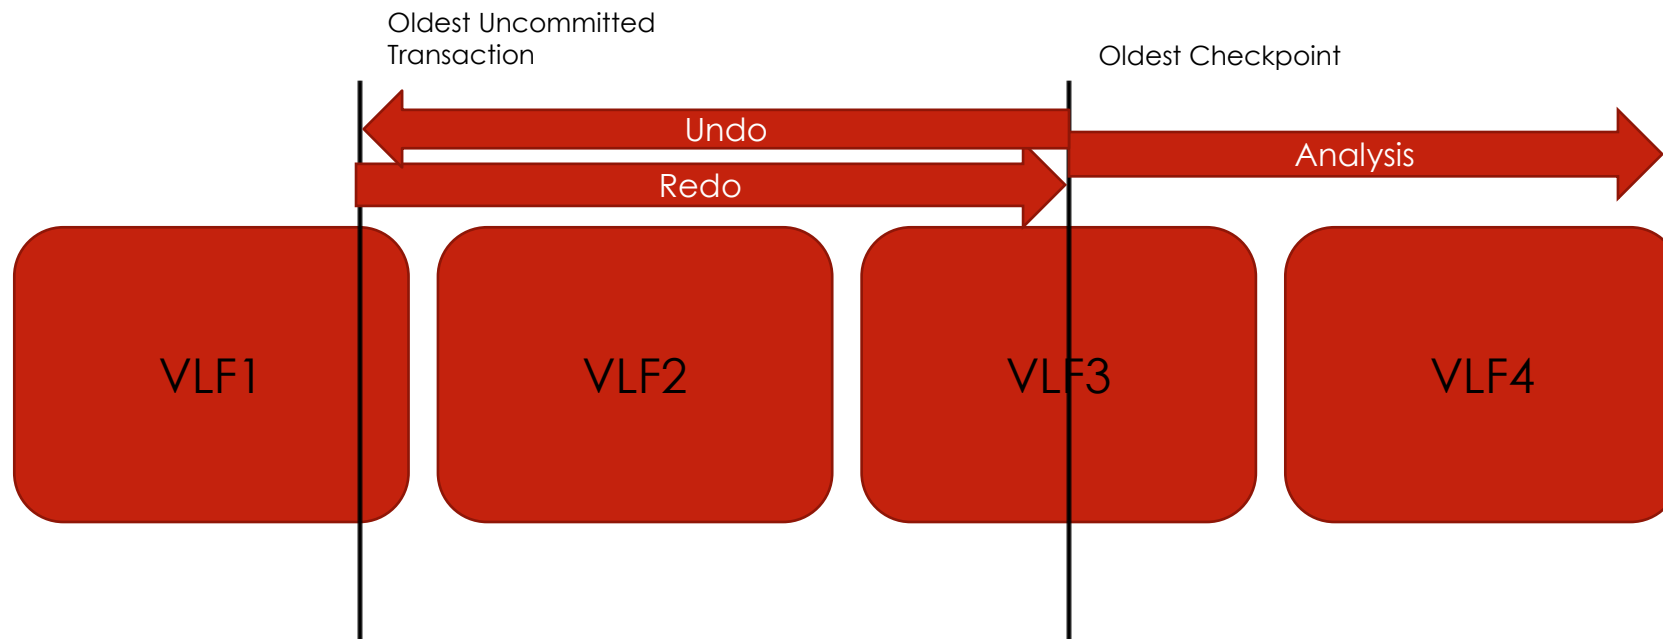 Oldest Uncommitted
Transaction
Oldest Checkpoint
Undo
Analysis
Redo
VLF1
VLF2
VLF3
VLF4